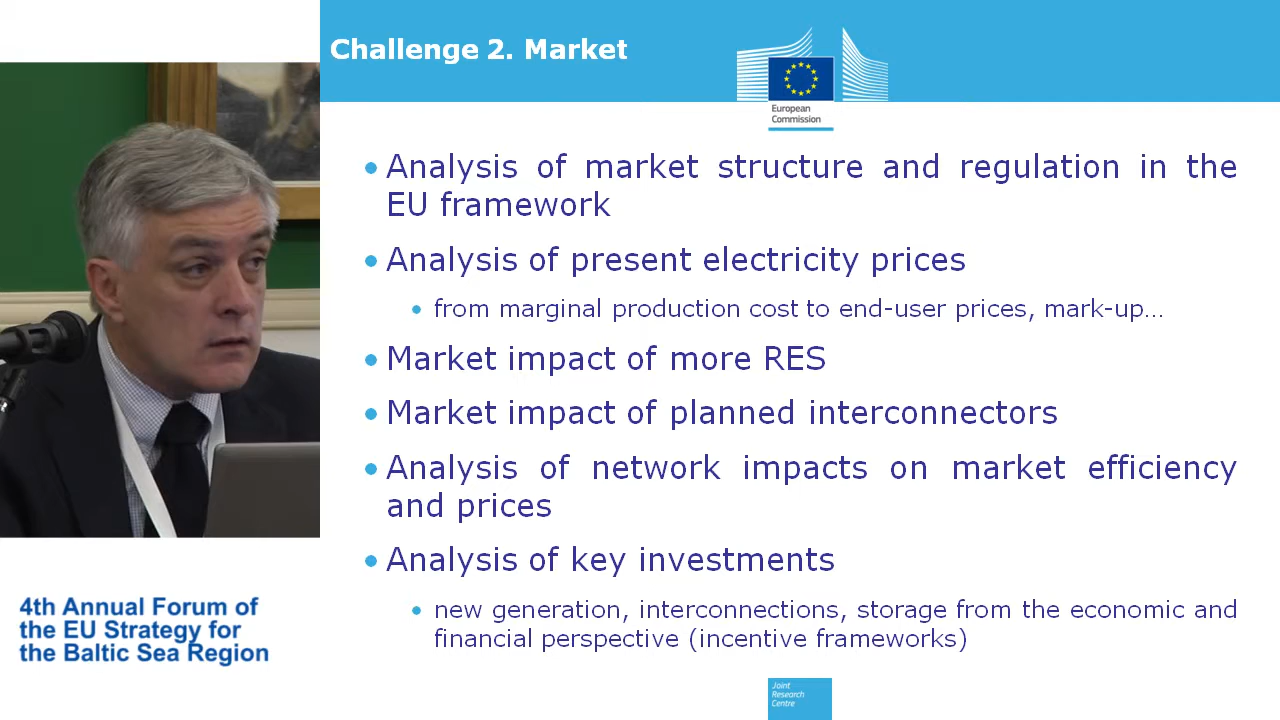 Challenge 2. Market
European
Commission
• Analysis of market structure and regulation in the
EU framework
• Analysis of present electricity prices
• from marginal production cost to end-user prices, mark-up…
• Market impact of more RES
• Market impact of planned interconnectors
• Analysis of network impacts on market efficiency
and prices
• Analysis of key investments
• new generation, interconnections, storage from the economic and
financial perspective (incentive frameworks)
4th Annual Forum of
the EU Strategy for
the Baltic Sea Region
Joint
Research
Centre